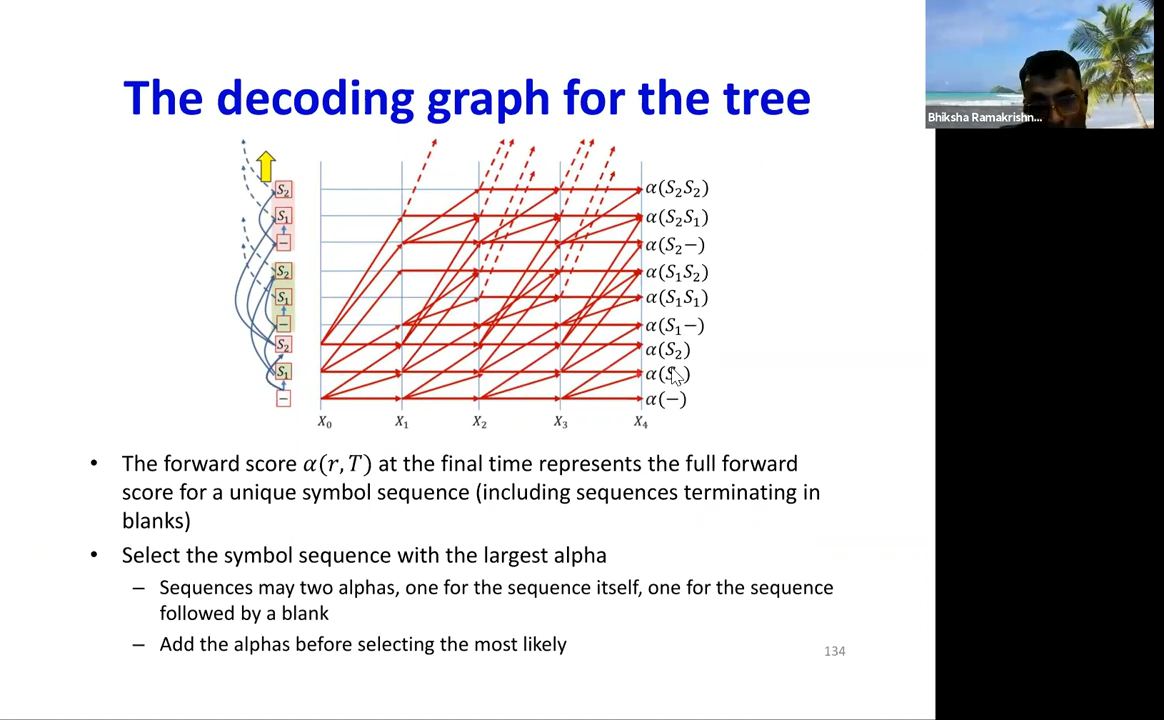 The decoding graph for the tree
Bhiksha Ramakrishn...
S₂
S₁
–
S₂
S₁
–
S₂
S₁
–
α(S₂S₂)
α(S₂S₁)
α(S₂−)
α(S₁S₂)
α(S₁S₁)
α(S₁−)
α(S₂)
α(−)
X₀ X₁ X₂ X₃ X₄
• The forward score α(r, T) at the final time represents the full forward
score for a unique symbol sequence (including sequences terminating in
blanks)
• Select the symbol sequence with the largest alpha
– Sequences may two alphas, one for the sequence itself, one for the sequence
followed by a blank
– Add the alphas before selecting the most likely
134